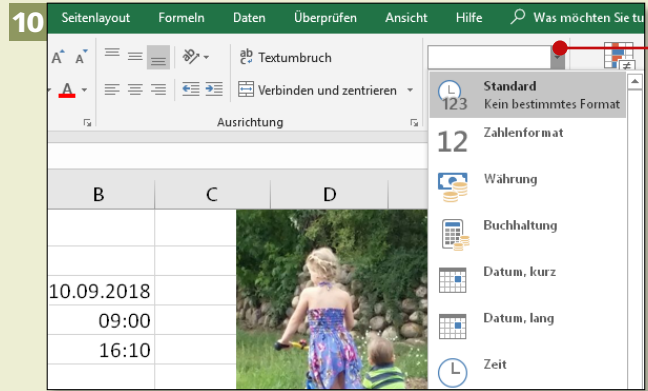 10
Seitenlayout Formeln Daten Überprüfen Ansicht Hilfe Was möchten Sie tu
A A ab Textumbruch
A Verbinden und zentrieren
Ausrichtung
Standard
123 Kein bestimmtes Format
12 Zahlenformat
Währung
Buchhaltung
Datum, kurz
Datum, lang
Zeit
B C D
10.09.2018
09:00
16:10